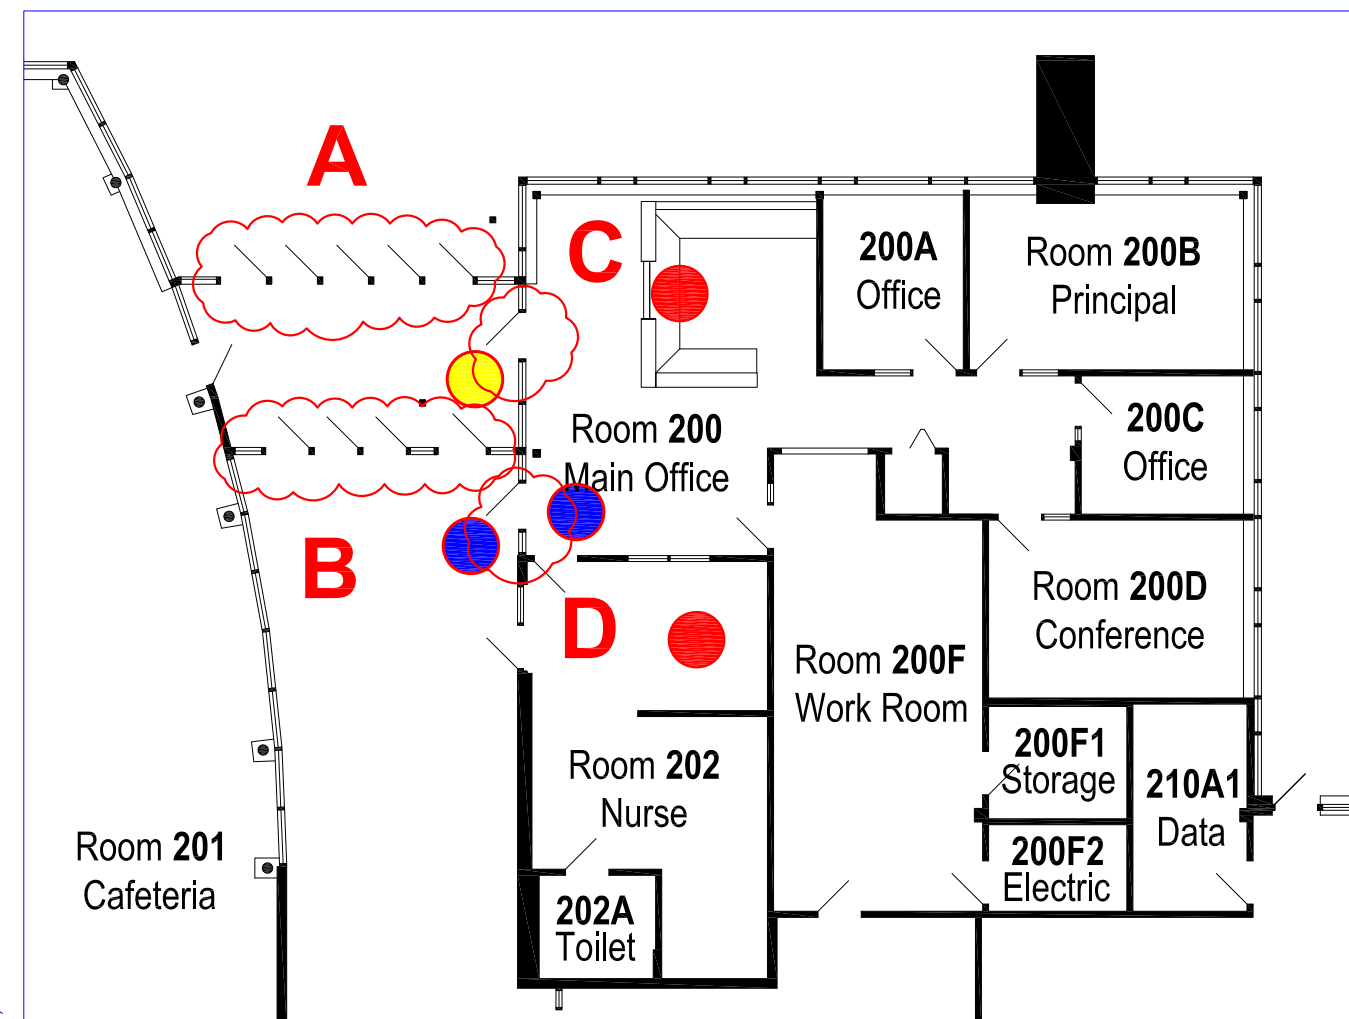 A
C
200A
Office
Room 200B
Principal
Room 200
Main Office
200C
Office
B
D
Room 200D
Conference
Room 200F
Work Room
200F1
Storage
Room 202
Nurse
210A1
Data
Room 201
Cafeteria
200F2
Electric
202A
Toilet